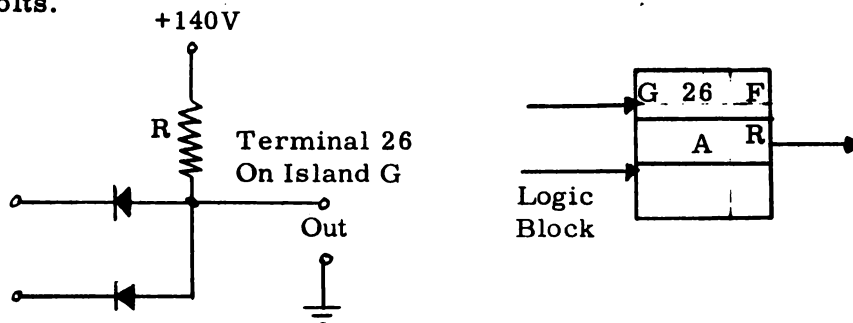 olts.
+140V
R
Terminal 26
On Island G
Out
G 26 F
A R
Logic
Block